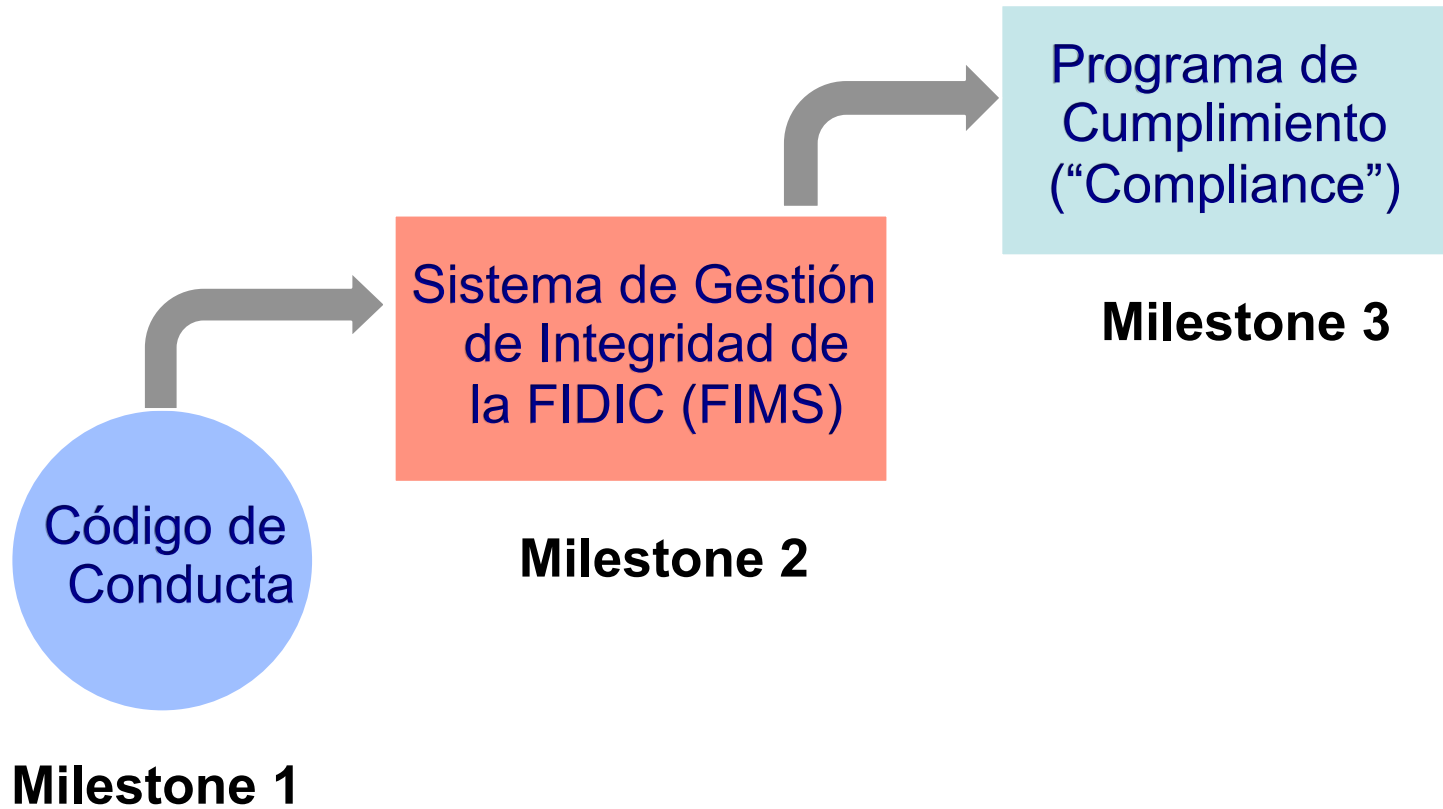 Programa de
Cumplimiento
(“Compliance”)
Milestone 3
Sistema de Gestión
de Integridad de
la FIDIC (FIMS)
Milestone 2
Código de
Conducta
Milestone 1